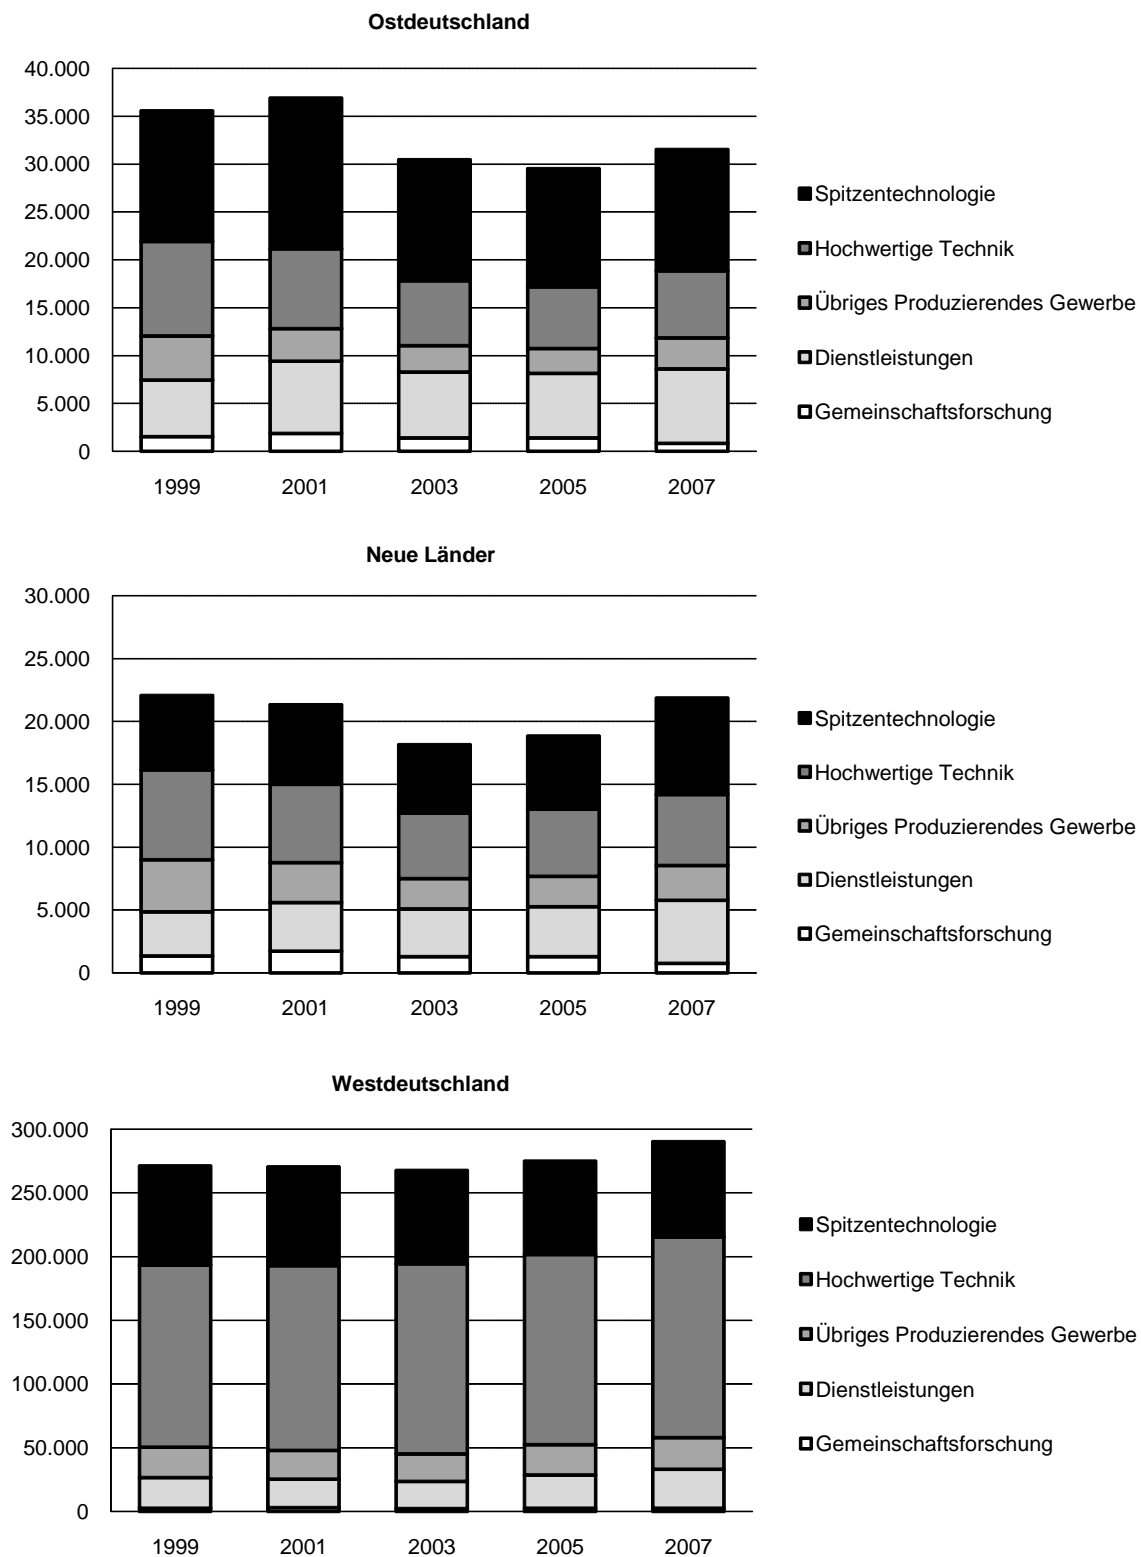 Ostdeutschland
40.000
35.000
30.000
25.000
20.000
15.000
10.000
5.000
0
1999 2001 2003 2005 2007
Spitzentechnologie
Hochwertige Technik
Übriges Produzierendes Gewerbe
Dienstleistungen
Gemeinschaftsforschung
Neue Länder
30.000
25.000
20.000
15.000
10.000
5.000
0
1999 2001 2003 2005 2007
Spitzentechnologie
Hochwertige Technik
Übriges Produzierendes Gewerbe
Dienstleistungen
Gemeinschaftsforschung
Westdeutschland
300.000
250.000
200.000
150.000
100.000
50.000
0
1999 2001 2003 2005 2007
Spitzentechnologie
Hochwertige Technik
Übriges Produzierendes Gewerbe
Dienstleistungen
Gemeinschaftsforschung